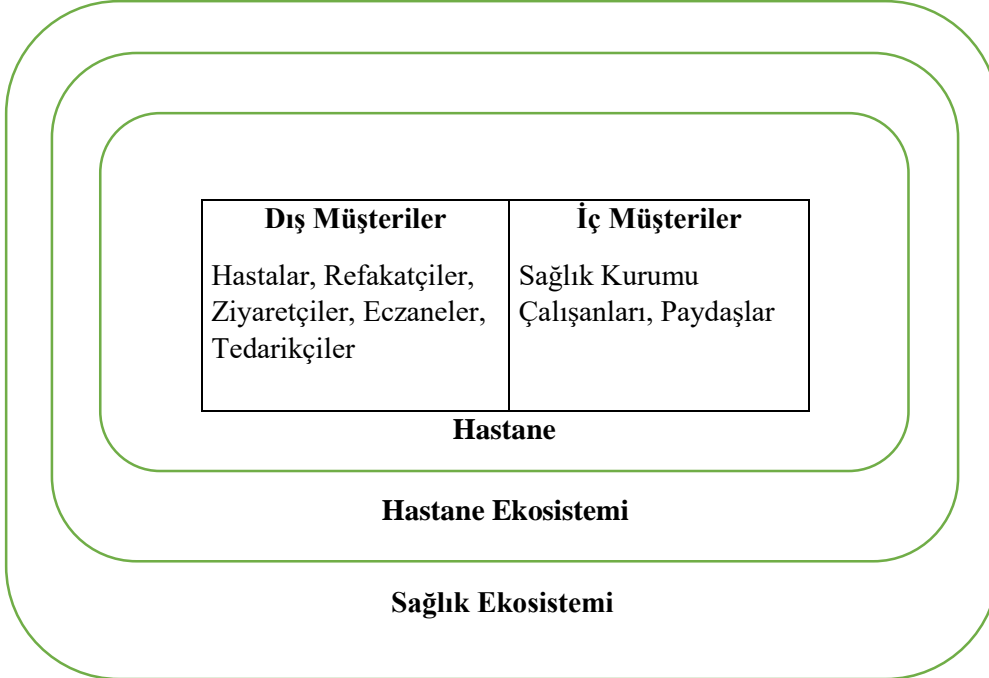 Dış Müşteriler
Hastalar, Refakatçiler,
Ziyaretçiler, Eczaneler,
Tedarikçiler
İç Müşteriler
Sağlık Kurumu
Çalışanları, Paydaşlar
Hastane
Hastane Ekosistemi
Sağlık Ekosistemi